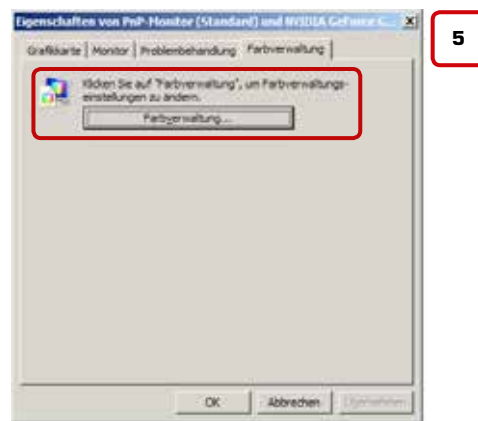 Eigenschaften von PnP-Monitor (Standard) und NVIDIA GeForce G...
5
Grafikkarte Monitor Problembehandlung Farbverwaltung
Klicken Sie auf "Farbverwaltung", um Farbverwaltungs-
einstellungen zu ändern.
Farbverwaltung...
OK Abbrechen Übernehmen